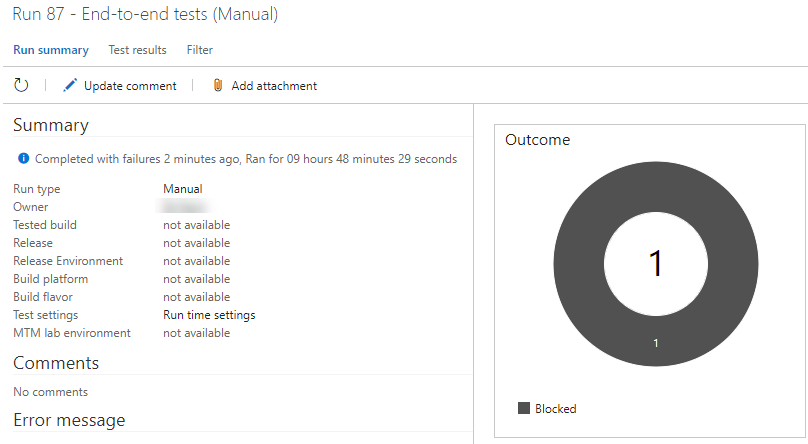 Run 87 - End-to-end tests (Manual)
Run summary Test results Filter
Update comment Add attachment
Summary
Completed with failures 2 minutes ago, Ran for 09 hours 48 minutes 29 seconds
Run type Manual
Owner
Tested build not available
Release not available
Release Environment not available
Build platform not available
Build flavor not available
Test settings Run time settings
MTM lab environment not available
Comments
No comments
Error message
Outcome
1
1
Blocked